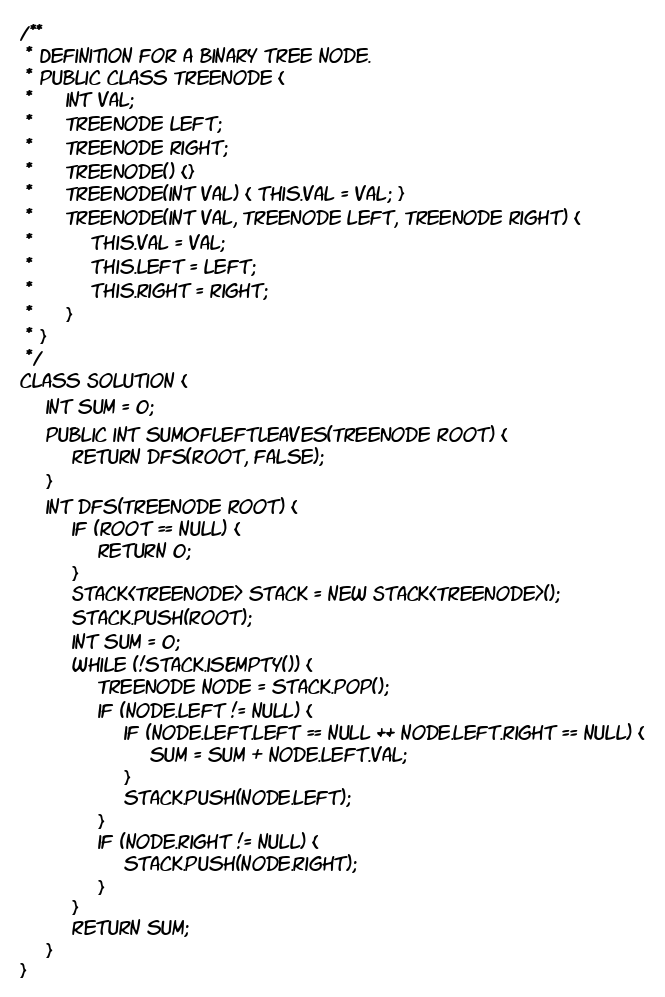 /**
* DEFINITION FOR A BINARY TREE NODE.
* PUBLIC CLASS TREENODE {
* INT VAL;
* TREENODE LEFT;
* TREENODE RIGHT;
* TREENODE() {}
* TREENODE(INT VAL) { THIS.VAL = VAL; }
* TREENODE(INT VAL, TREENODE LEFT, TREENODE RIGHT) {
* THIS.VAL = VAL;
* THIS.LEFT = LEFT;
* THIS.RIGHT = RIGHT;
* }
* }
*/
CLASS SOLUTION {
INT SUM = 0;
PUBLIC INT SUMOFLEFTLEAVES(TREENODE ROOT) {
RETURN DFS(ROOT, FALSE);
}
INT DFS(TREENODE ROOT) {
IF (ROOT == NULL) {
RETURN 0;
}
STACK<TREENODE> STACK = NEW STACK<TREENODE>();
STACK.PUSH(ROOT);
INT SUM = 0;
WHILE (!STACK.ISEMPTY()) {
TREENODE NODE = STACK.POP();
IF (NODE.LEFT != NULL) {
IF (NODE.LEFT.LEFT == NULL ++ NODE.LEFT.RIGHT == NULL) {
SUM = SUM + NODE.LEFT.VAL;
}
STACK.PUSH(NODE.LEFT);
}
IF (NODE.RIGHT != NULL) {
STACK.PUSH(NODE.RIGHT);
}
}
RETURN SUM;
}
}